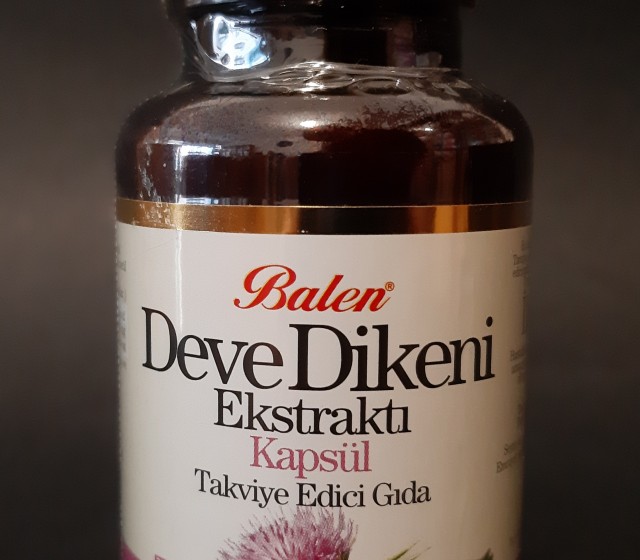 Balen®
Deve Dikeni
Ekstraktı
Kapsül
Takviye Edici Gıda